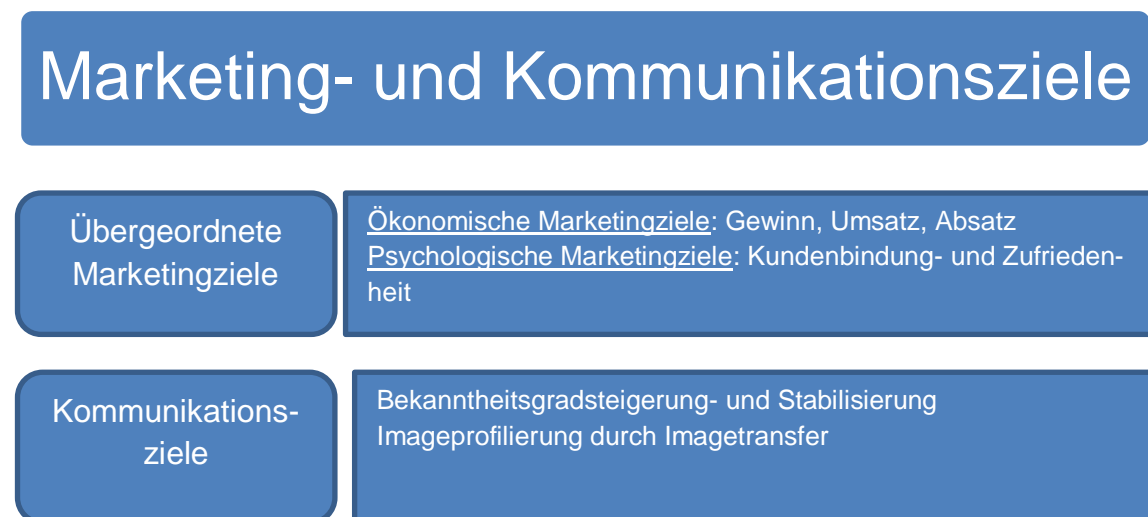 Marketing- und Kommunikationsziele
Übergeordnete
Marketingziele
Ökonomische Marketingziele: Gewinn, Umsatz, Absatz
Psychologische Marketingziele: Kundenbindung- und Zufrieden-
heit
Kommunikations-
ziele
Bekanntheitsgradsteigerung- und Stabilisierung
Imageprofilierung durch Imagetransfer